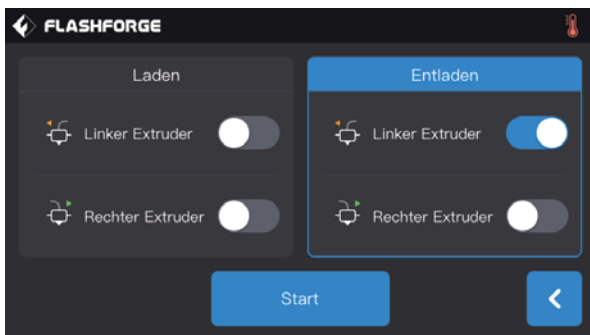 FLASHFORGE
Laden
Entladen
Linker Extruder
Linker Extruder
Rechter Extruder
Rechter Extruder
Start